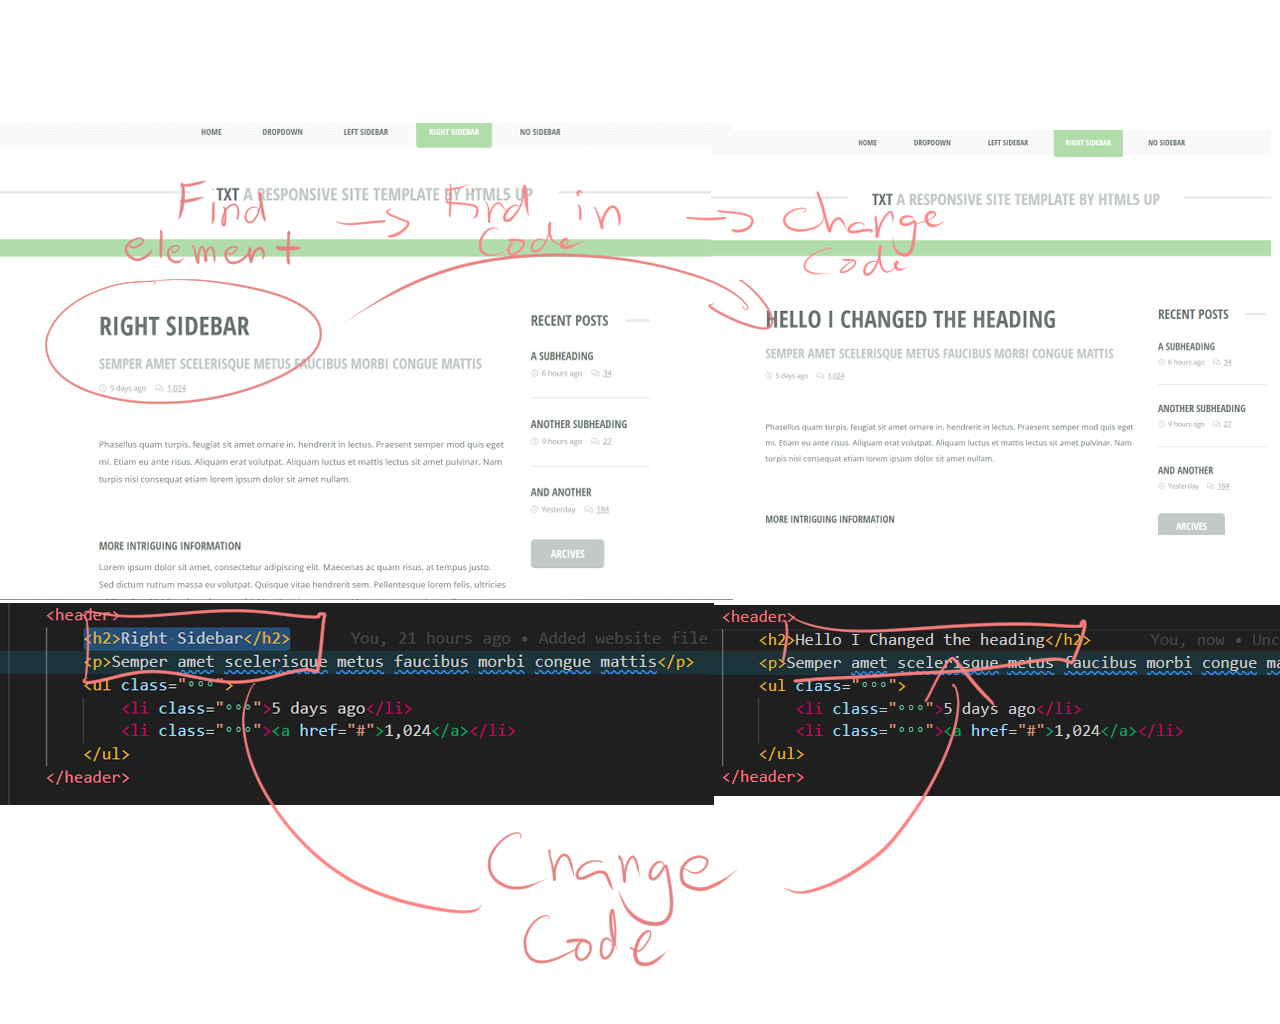 HOME DROPDOWN LEFT SIDEBAR RIGHT SIDEBAR NO SIDEBAR
TXT A RESPONSIVE SITE TEMPLATE BY HTML5 UP
Find element → Find in Code → Change Code
RIGHT SIDEBAR
SEMPER AMET SCELERISQUE METUS FAUCIBUS MORBI CONGUE MATTIS
5 days ago 1,024
Phasellus quam turpis, feugiat sit amet ornare in, hendrerit in lectus. Praesent semper mod quis eget
mi. Etiam eu ante risus. Aliquam erat volutpat. Aliquam luctus et mattis lectus sit amet pulvinar. Nam
turpis nisi consequat etiam lorem ipsum dolor sit amet nullam.
MORE INTRIGUING INFORMATION
Lorem ipsum dolor sit amet, consectetur adipiscing elit. Maecenas ac quam risus, at tempus justo.
Sed dictum rutrum massa eu volutpat. Quisque vitae hendrerit sem. Pellentesque lorem felis, ultricies
RECENT POSTS
A SUBHEADING
6 hours ago 34
ANOTHER SUBHEADING
9 hours ago 27
AND ANOTHER
Yesterday 184
ARCIVES
HOME DROPDOWN LEFT SIDEBAR RIGHT SIDEBAR NO SIDEBAR
TXT A RESPONSIVE SITE TEMPLATE BY HTML5 UP
HELLO I CHANGED THE HEADING
SEMPER AMET SCELERISQUE METUS FAUCIBUS MORBI CONGUE MATTIS
5 days ago 1,024
Phasellus quam turpis, feugiat sit amet ornare in, hendrerit in lectus. Praesent semper mod quis eget
mi. Etiam eu ante risus. Aliquam erat volutpat. Aliquam luctus et mattis lectus sit amet pulvinar. Nam
turpis nisi consequat etiam lorem ipsum dolor sit amet nullam.
MORE INTRIGUING INFORMATION
RECENT POSTS
A SUBHEADING
6 hours ago 34
ANOTHER SUBHEADING
9 hours ago 27
AND ANOTHER
Yesterday 184
ARCIVES
<header>
<h2>Right Sidebar</h2> You, 21 hours ago • Added website file
<p>Semper amet scelerisque metus faucibus morbi congue mattis</p>
<ul class="∘∘∘">
<li class="∘∘∘">5 days ago</li>
<li class="∘∘∘"><a href="#">1,024</a></li>
</ul>
</header>
<header>
<h2>Hello I Changed the heading</h2> You, now • Unc
<p>Semper amet scelerisque metus faucibus morbi congue ma
<ul class="∘∘∘">
<li class="∘∘∘">5 days ago</li>
<li class="∘∘∘"><a href="#">1,024</a></li>
</ul>
</header>
Change
Code